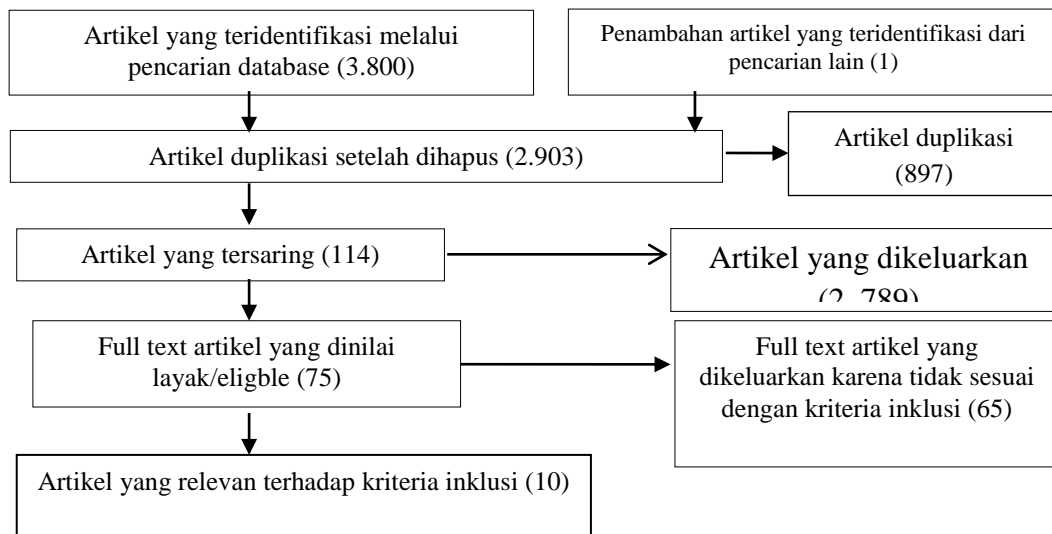 Artikel yang teridentifikasi melalui
pencarian database (3.800)
Penambahan artikel yang teridentifikasi dari
pencarian lain (1)
Artikel duplikasi setelah dihapus (2.903)
Artikel duplikasi
(897)
Artikel yang tersaring (114)
Artikel yang dikeluarkan
(2. 789)
Full text artikel yang dinilai
layak/eligble (75)
Full text artikel yang
dikeluarkan karena tidak sesuai
dengan kriteria inklusi (65)
Artikel yang relevan terhadap kriteria inklusi (10)